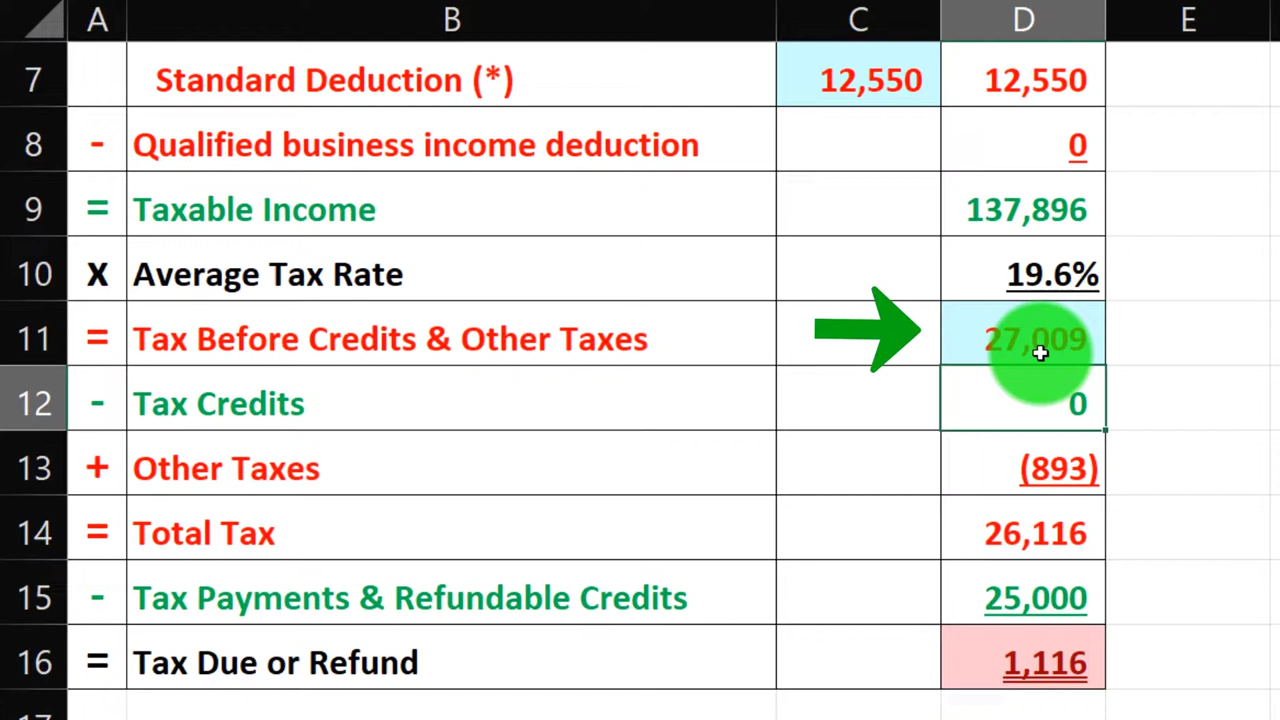 A B C D E
7 Standard Deduction (*) 12,550 12,550
8 - Qualified business income deduction 0
9 = Taxable Income 137,896
10 X Average Tax Rate 19.6%
11 = Tax Before Credits & Other Taxes 27,009
12 - Tax Credits 0
13 + Other Taxes (893)
14 = Total Tax 26,116
15 - Tax Payments & Refundable Credits 25,000
16 = Tax Due or Refund 1,116
17